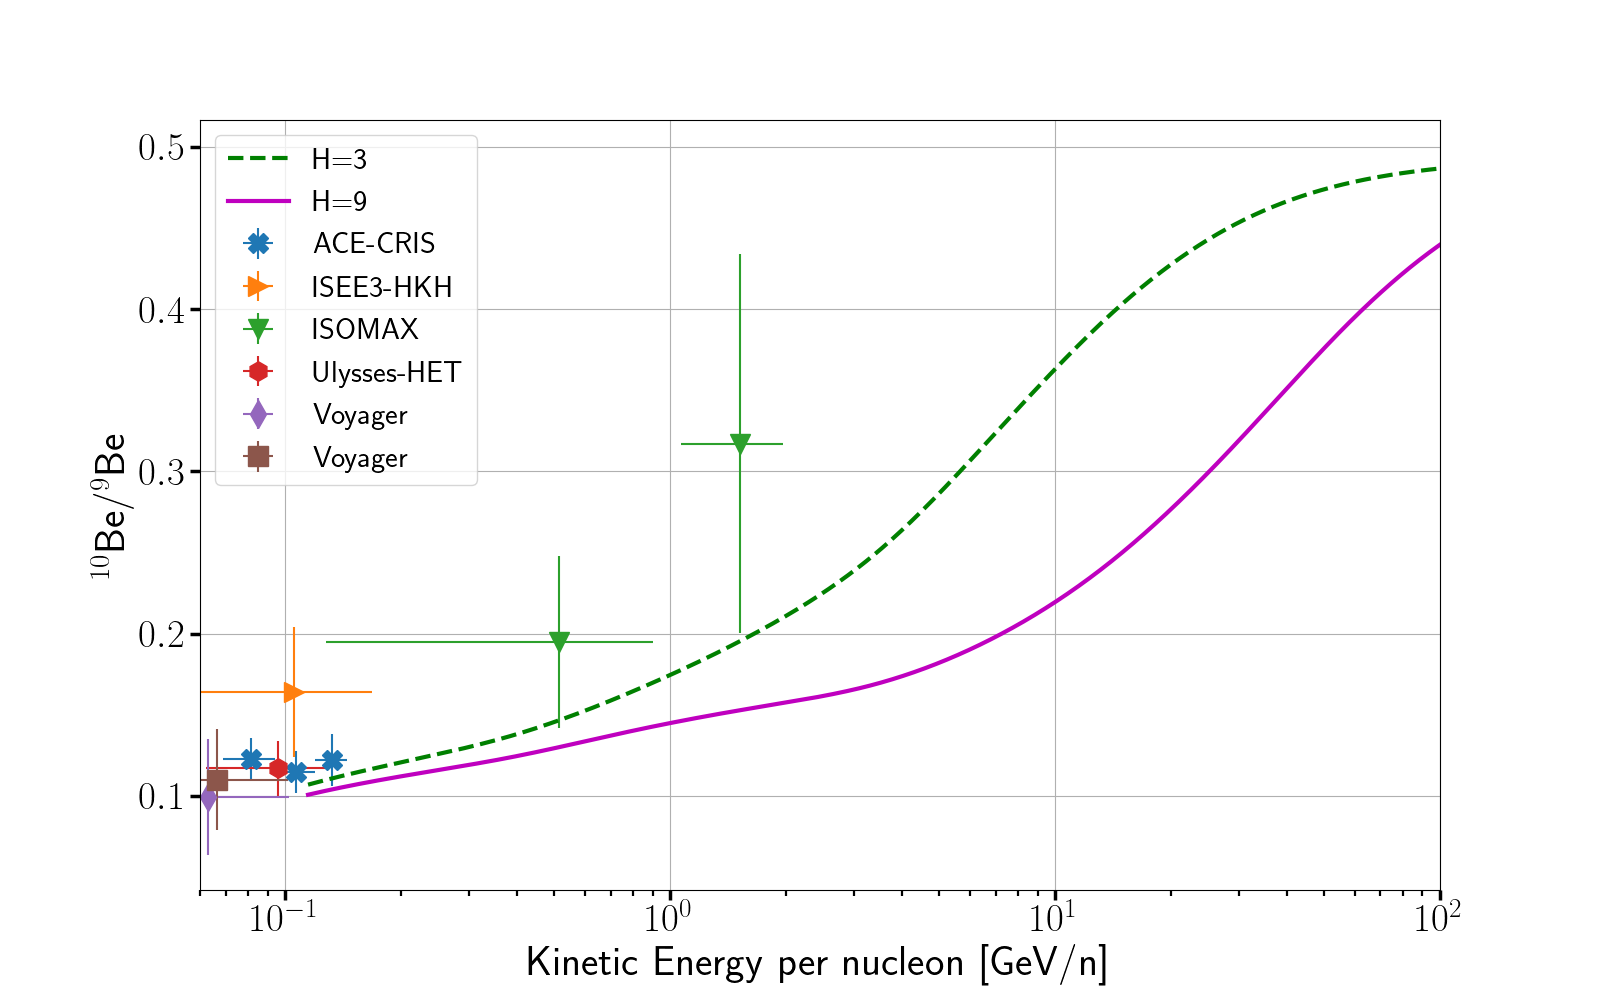 H=3
H=9
ACE-CRIS
ISEE3-HKH
ISOMAX
Ulysses-HET
Voyager
Voyager
0.5
0.4
0.3
0.2
0.1
¹⁰Be/⁹Be
10⁻¹
10⁰
10¹
10²
Kinetic Energy per nucleon [GeV/n]